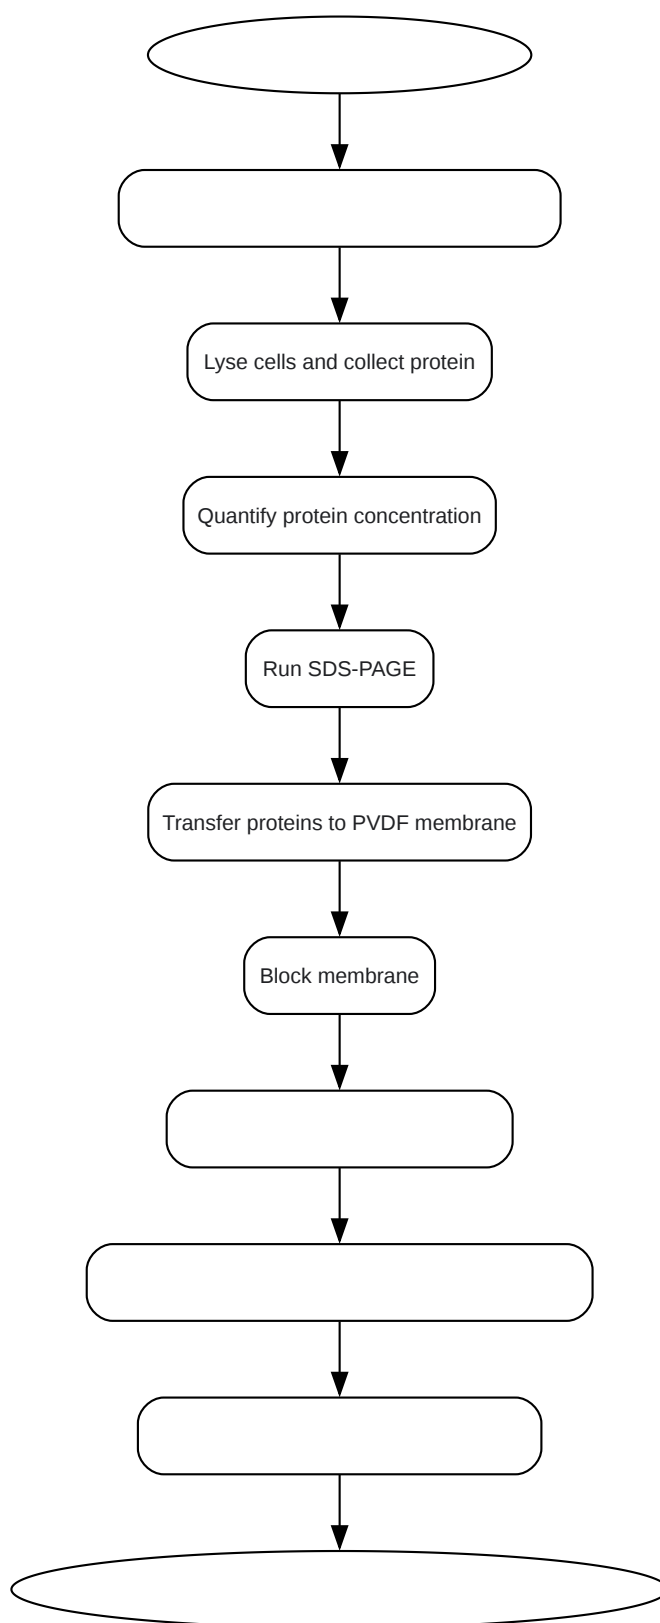 Lyse cells and collect protein
Quantify protein concentration
Run SDS-PAGE
Transfer proteins to PVDF membrane
Block membrane